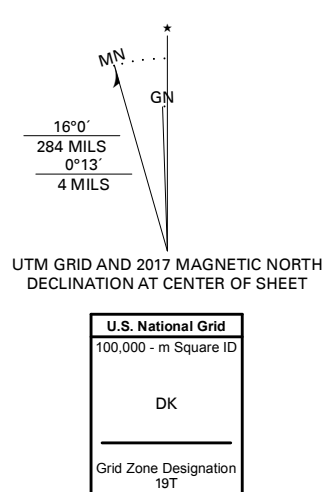 ★
MN
GN
16°0´
284 MILS
0°13´
4 MILS
UTM GRID AND 2017 MAGNETIC NORTH
DECLINATION AT CENTER OF SHEET
U.S. National Grid
100,000 - m Square ID
DK
Grid Zone Designation
19T